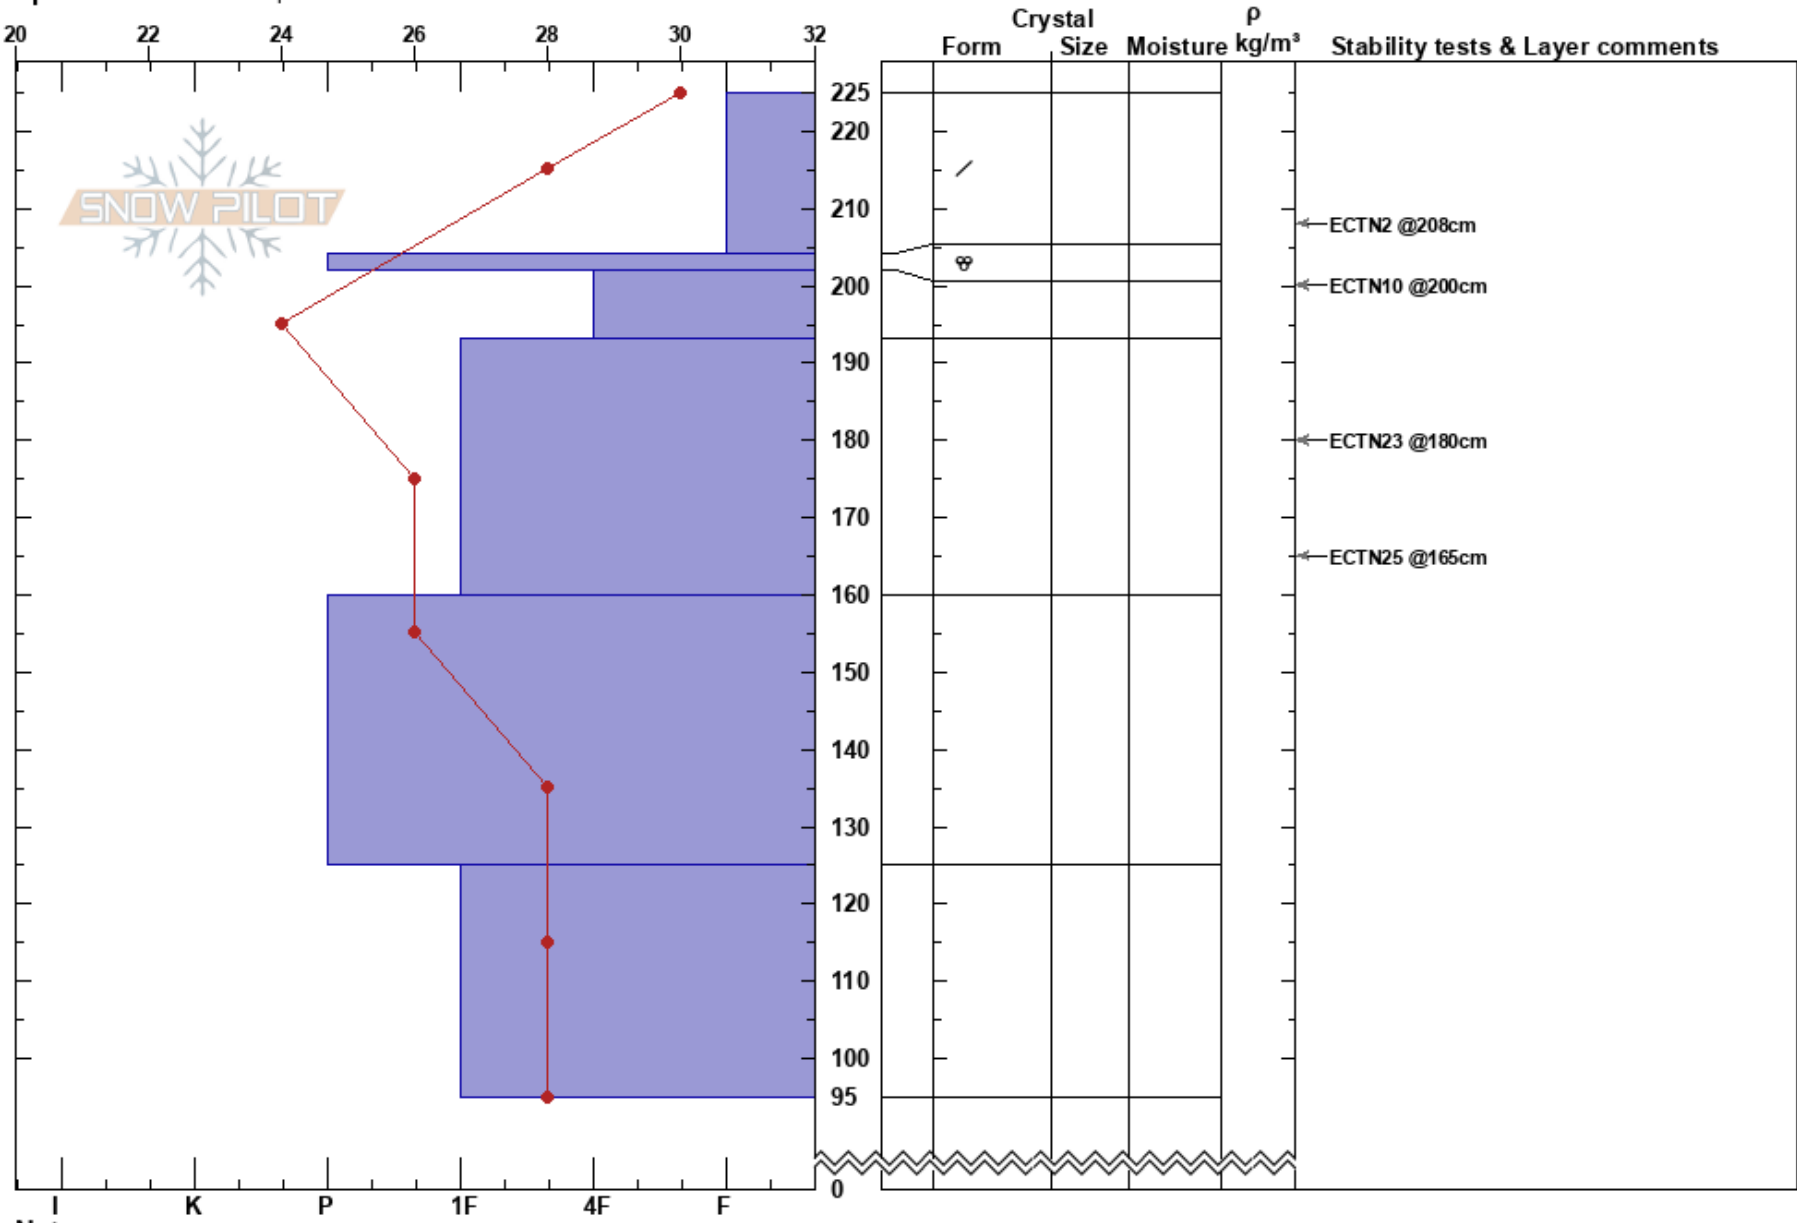 20 22 24 26 28 30 32
Crystal
ρ
Form Size Moisture kg/m³ Stability tests & Layer comments
225
220
SNOW PILOT
210
ECTN2 @208cm
200
ECTN10 @200cm
190
180
ECTN23 @180cm
170
ECTN25 @165cm
160
150
140
130
120
110
100
95
0
I K P 1F 4F F